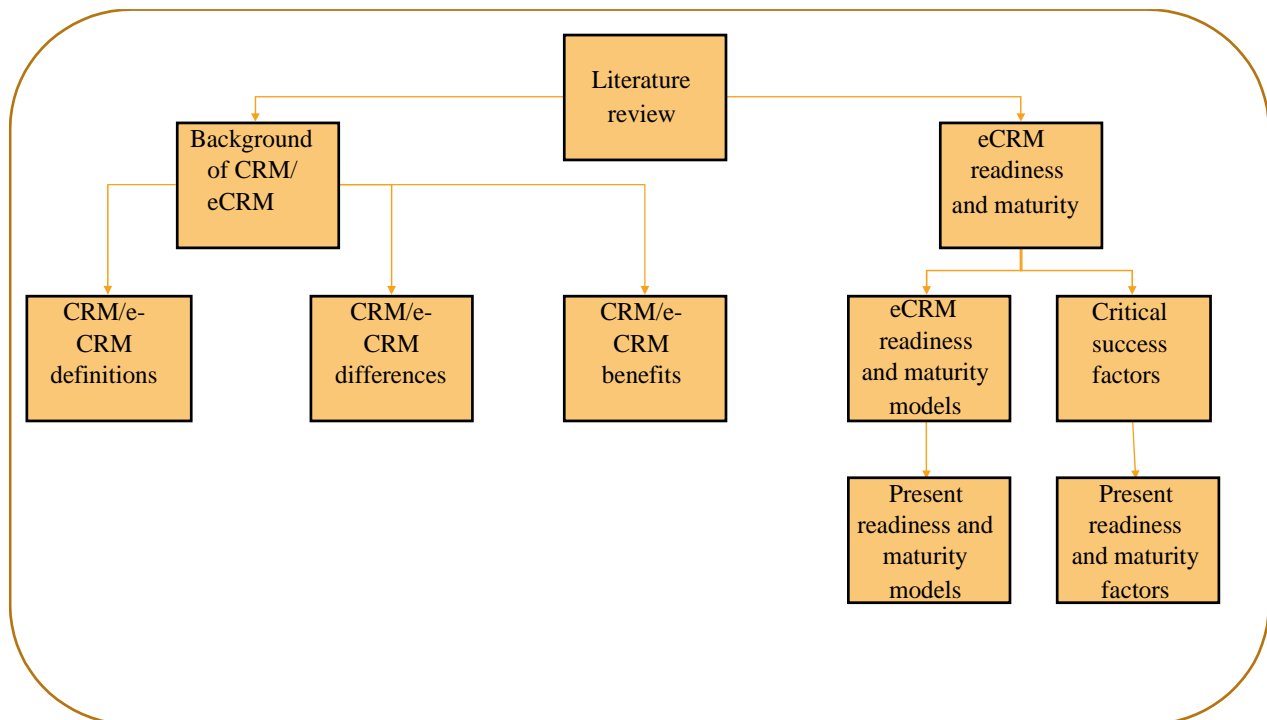 Literature
review
Background
of CRM/
eCRM
eCRM
readiness
and maturity
CRM/e-
CRM
definitions
CRM/e-
CRM
differences
CRM/e-
CRM
benefits
eCRM
readiness
and maturity
models
Critical
success
factors
Present
readiness and
maturity
models
Present
readiness
and maturity
factors